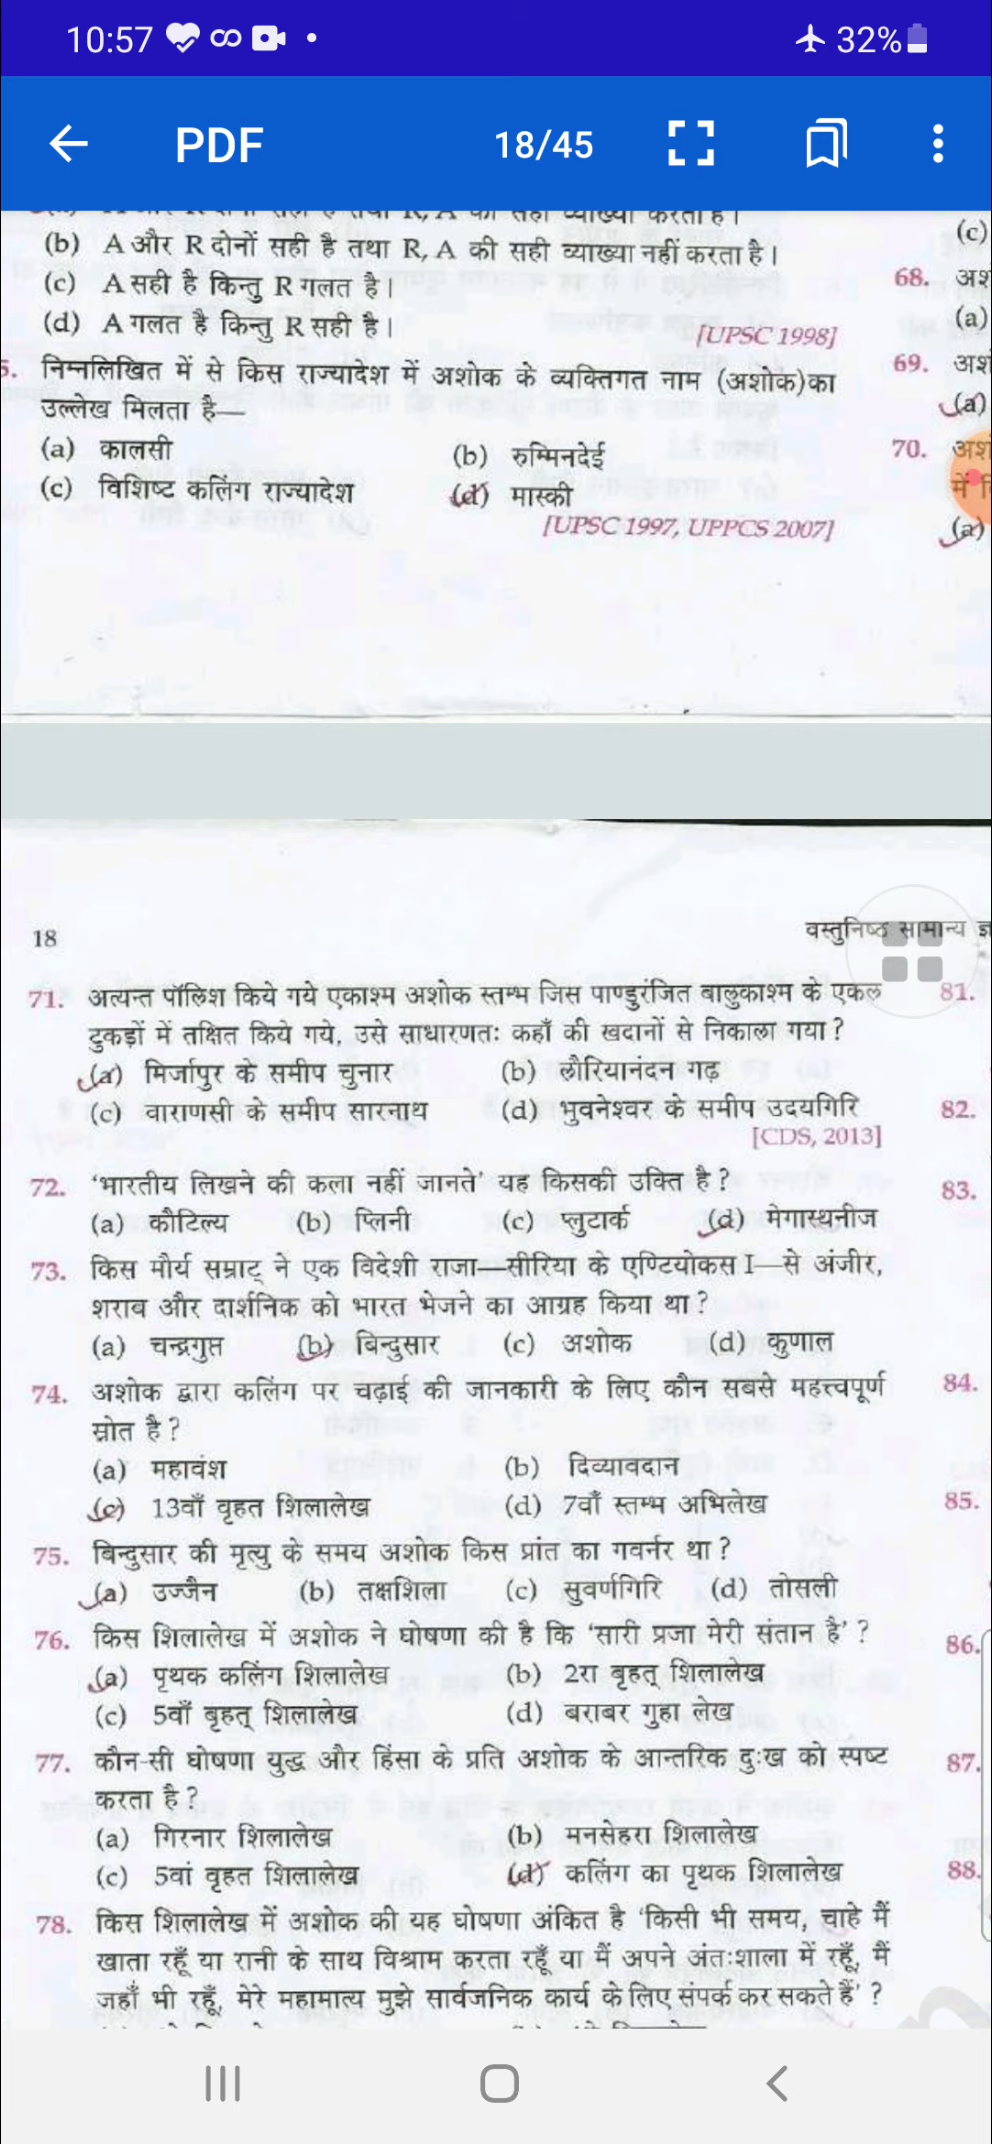 10:57
32%
PDF
18/45
(b) A और R दोनों सही है तथा R, A की सही व्याख्या नहीं करता है।
(c) A सही है किन्तु R गलत है।
(d) A गलत है किन्तु R सही है।
[UPSC 1998]
5. निम्नलिखित में से किस राज्यादेश में अशोक के व्यक्तिगत नाम (अशोक)का
उल्लेख मिलता है—
(a) कालसी (b) रुम्मिनदेई
(c) विशिष्ट कलिंग राज्यादेश (d) मास्की
[UPSC 1997, UPPCS 2007]
(c)
68. अश
(a)
69. अश
(a)
70. अश
में
(a)
18
वस्तुनिष्ठ सामान्य ज्ञ
71. अत्यन्त पॉलिश किये गये एकाश्म अशोक स्तम्भ जिस पाण्डुरंजित बालुकाश्म के एकल
टुकड़ों में तक्षित किये गये, उसे साधारणतः कहाँ की खदानों से निकाला गया?
(a) मिर्जापुर के समीप चुनार (b) लौरियानंदन गढ़
(c) वाराणसी के समीप सारनाथ (d) भुवनेश्वर के समीप उदयगिरि
[CDS, 2013]
72. ‘भारतीय लिखने की कला नहीं जानते’ यह किसकी उक्ति है?
(a) कौटिल्य (b) प्लिनी (c) प्लुटार्क (d) मेगास्थनीज
73. किस मौर्य सम्राट् ने एक विदेशी राजा—सीरिया के एण्टियोकस I—से अंजीर,
शराब और दार्शनिक को भारत भेजने का आग्रह किया था?
(a) चन्द्रगुप्त (b) बिन्दुसार (c) अशोक (d) कुणाल
74. अशोक द्वारा कलिंग पर चढ़ाई की जानकारी के लिए कौन सबसे महत्त्वपूर्ण
स्रोत है?
(a) महावंश (b) दिव्यावदान
(c) 13वाँ वृहत शिलालेख (d) 7वाँ स्तम्भ अभिलेख
75. बिन्दुसार की मृत्यु के समय अशोक किस प्रांत का गवर्नर था?
(a) उज्जैन (b) तक्षशिला (c) सुवर्णगिरि (d) तोसली
76. किस शिलालेख में अशोक ने घोषणा की है कि ‘सारी प्रजा मेरी संतान है’ ?
(a) पृथक कलिंग शिलालेख (b) 2रा बृहत् शिलालेख
(c) 5वाँ बृहत् शिलालेख (d) बराबर गुहा लेख
77. कौन-सी घोषणा युद्ध और हिंसा के प्रति अशोक के आन्तरिक दुःख को स्पष्ट
करता है?
(a) गिरनार शिलालेख (b) मनसेहरा शिलालेख
(c) 5वां वृहत शिलालेख (d) कलिंग का पृथक शिलालेख
78. किस शिलालेख में अशोक की यह घोषणा अंकित है ‘किसी भी समय, चाहे मैं
खाता रहूँ या रानी के साथ विश्राम करता रहूँ या मैं अपने अंतःशाला में रहूँ, मैं
जहाँ भी रहूँ, मेरे महामात्य मुझे सार्वजनिक कार्य के लिए संपर्क कर सकते हैं’ ?
81.
82.
83.
84.
85.
86.
87.
88.